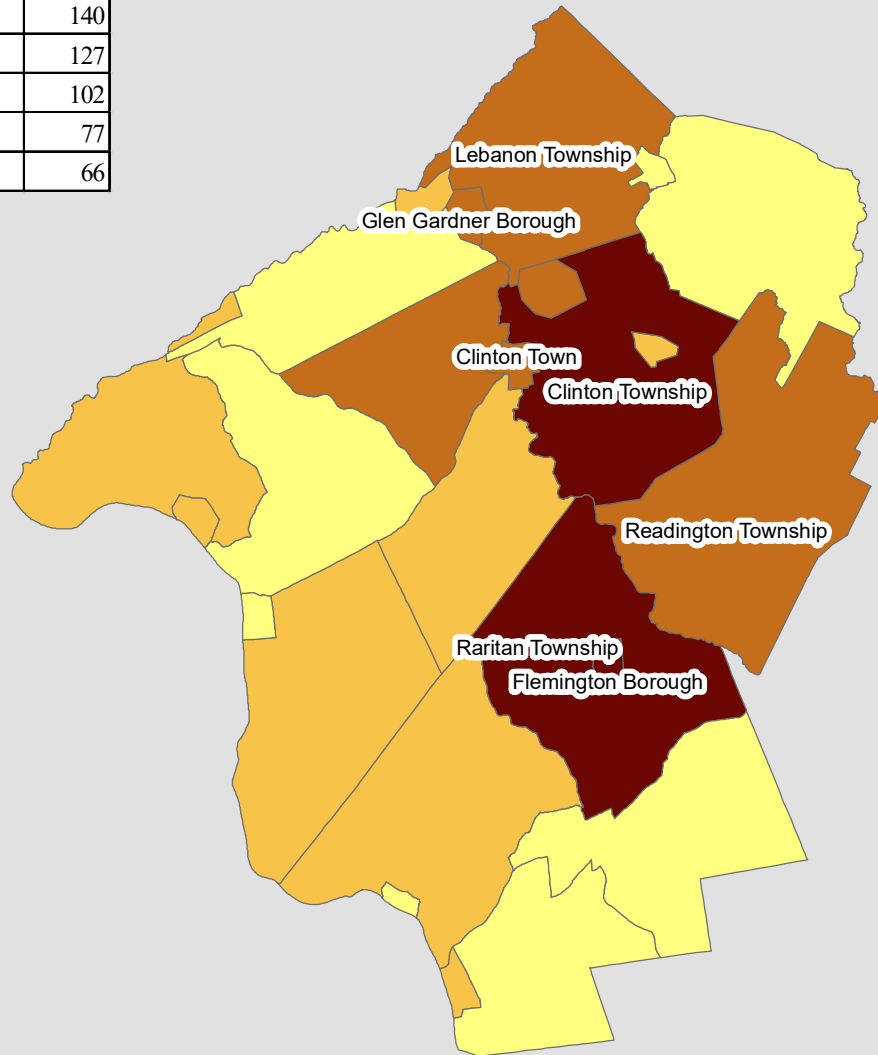 140
127
102
77
66
Lebanon Township
Glen Gardner Borough
Clinton Town
Clinton Township
Readington Township
Raritan Township
Flemington Borough